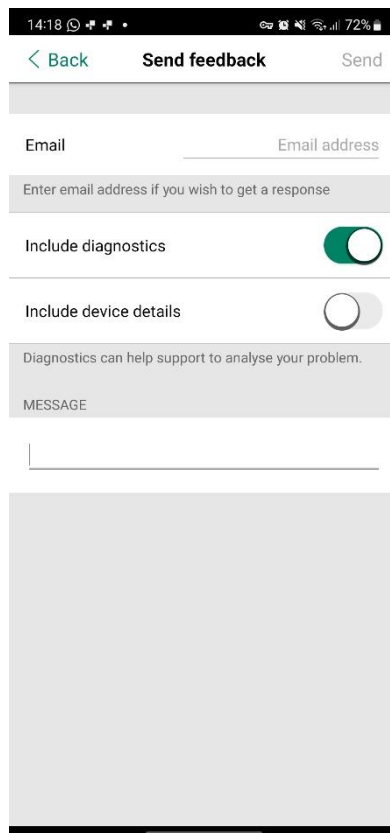 14:18 72%
Back Send feedback Send
Email Email address
Enter email address if you wish to get a response
Include diagnostics
Include device details
Diagnostics can help support to analyse your problem.
MESSAGE